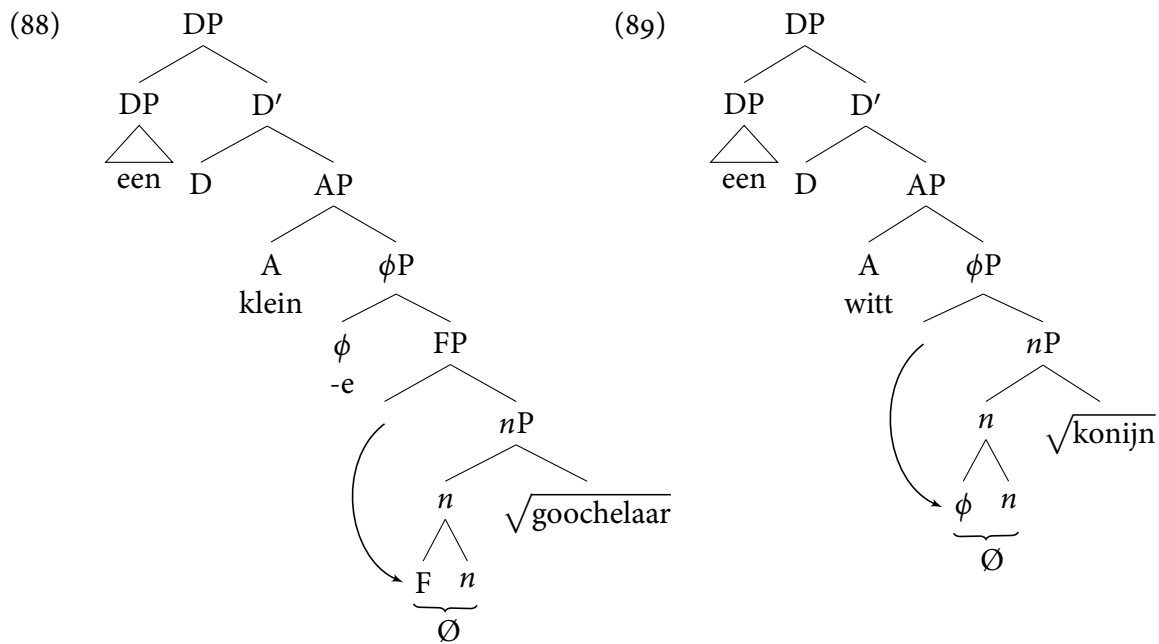 (88) DP (89) DP
DP D′ DP D′
een D AP een D AP
A ϕP A ϕP
klein witt
ϕ FP nP
-e
nP n √konijn
n √goochelaar ϕ n
Ø
F n
Ø